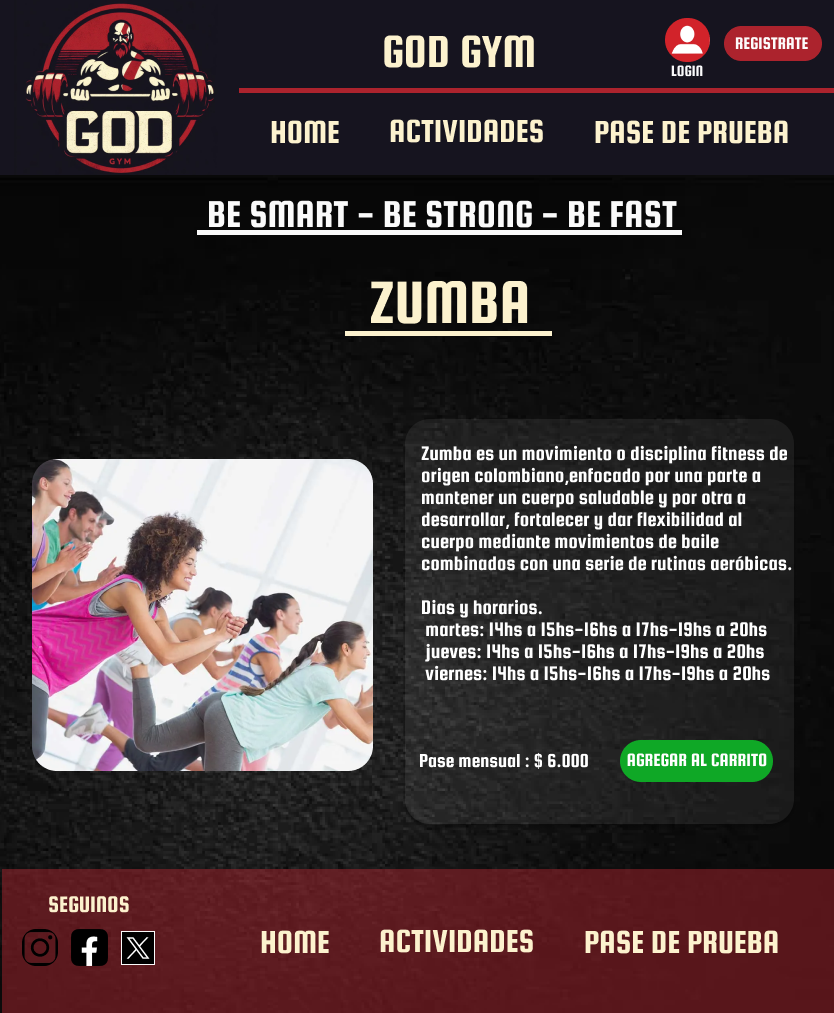 GOD
GYM
GOD GYM
LOGIN
REGISTRATE
HOME
ACTIVIDADES
PASE DE PRUEBA
BE SMART - BE STRONG - BE FAST
ZUMBA
Zumba es un movimiento o disciplina fitness de
origen colombiano,enfocado por una parte a
mantener un cuerpo saludable y por otra a
desarrollar, fortalecer y dar flexibilidad al
cuerpo mediante movimientos de baile
combinados con una serie de rutinas aeróbicas.
Dias y horarios.
martes: 14hs a 15hs-16hs a 17hs-19hs a 20hs
jueves: 14hs a 15hs-16hs a 17hs-19hs a 20hs
viernes: 14hs a 15hs-16hs a 17hs-19hs a 20hs
Pase mensual : $ 6.000
AGREGAR AL CARRITO
SEGUINOS
HOME
ACTIVIDADES
PASE DE PRUEBA